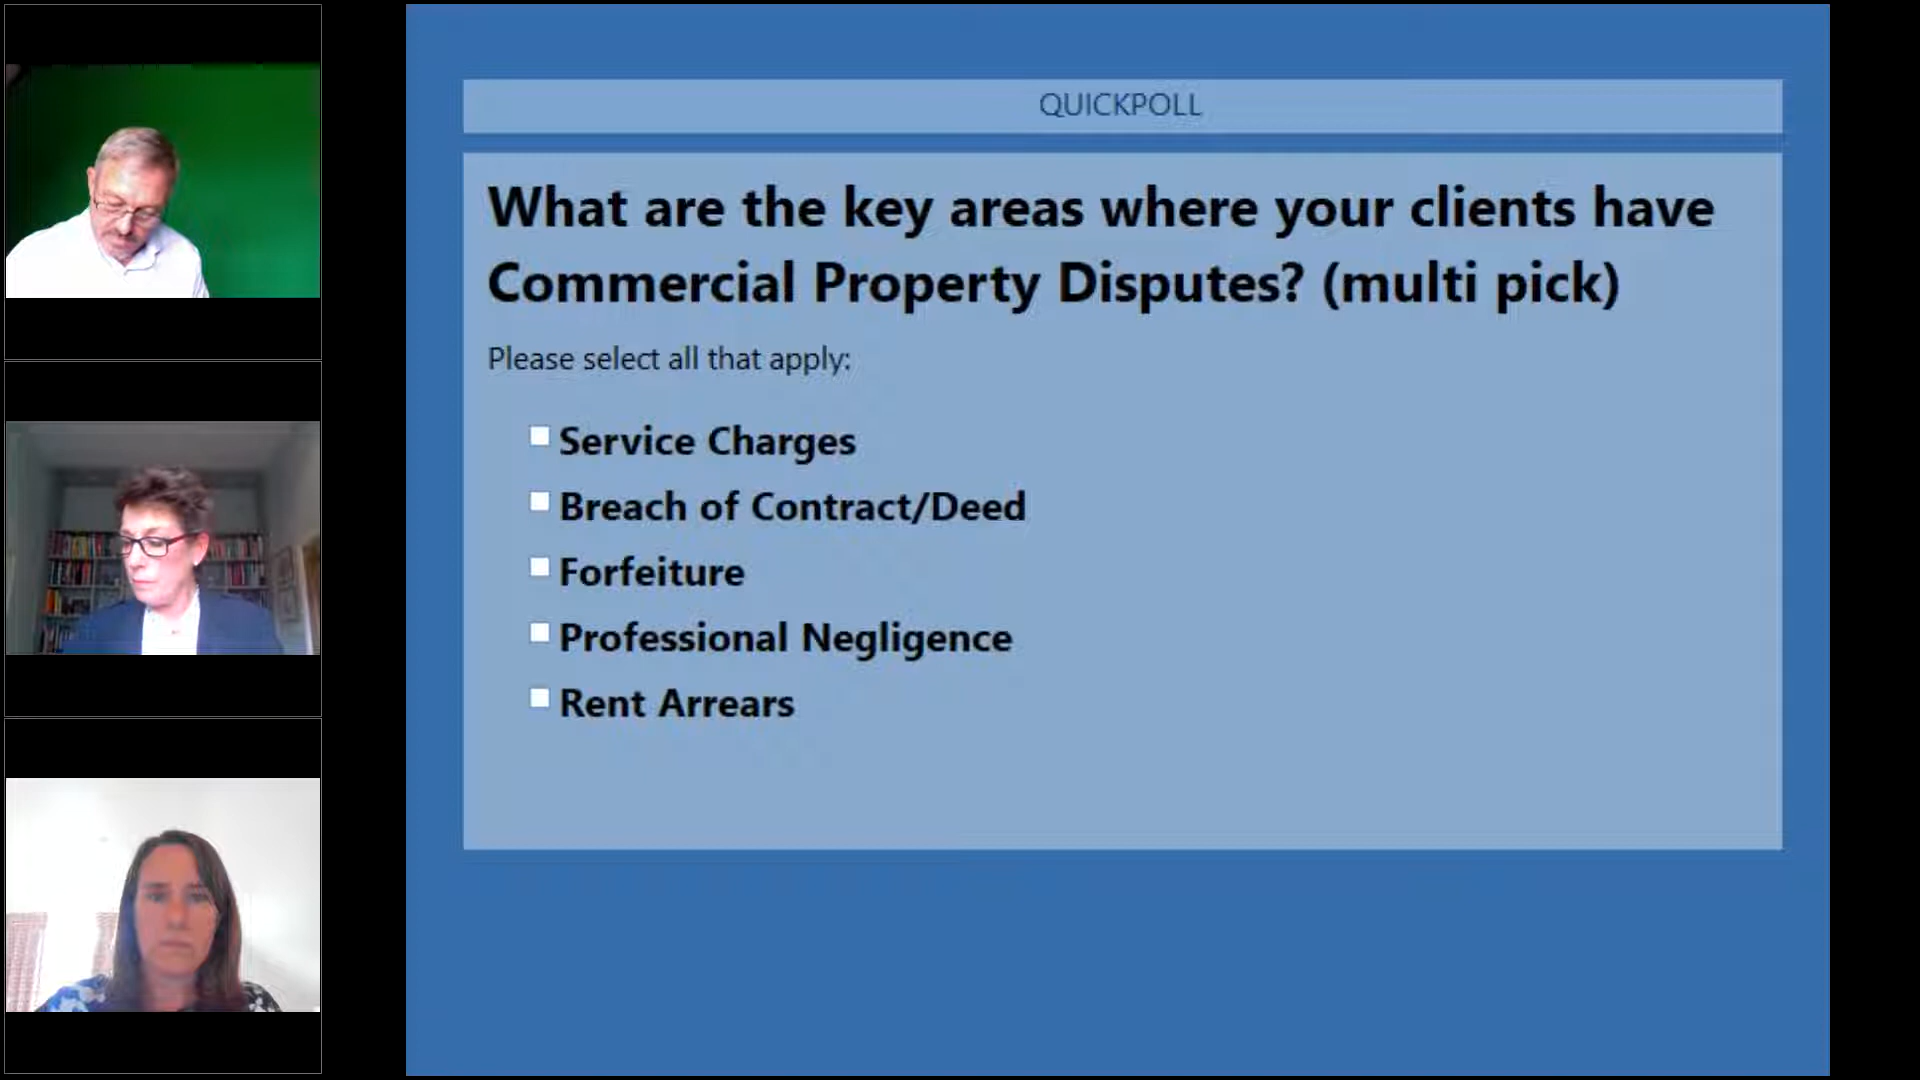 QUICKPOLL
What are the key areas where your clients have
Commercial Property Disputes? (multi pick)
Please select all that apply:
Service Charges
Breach of Contract/Deed
Forfeiture
Professional Negligence
Rent Arrears